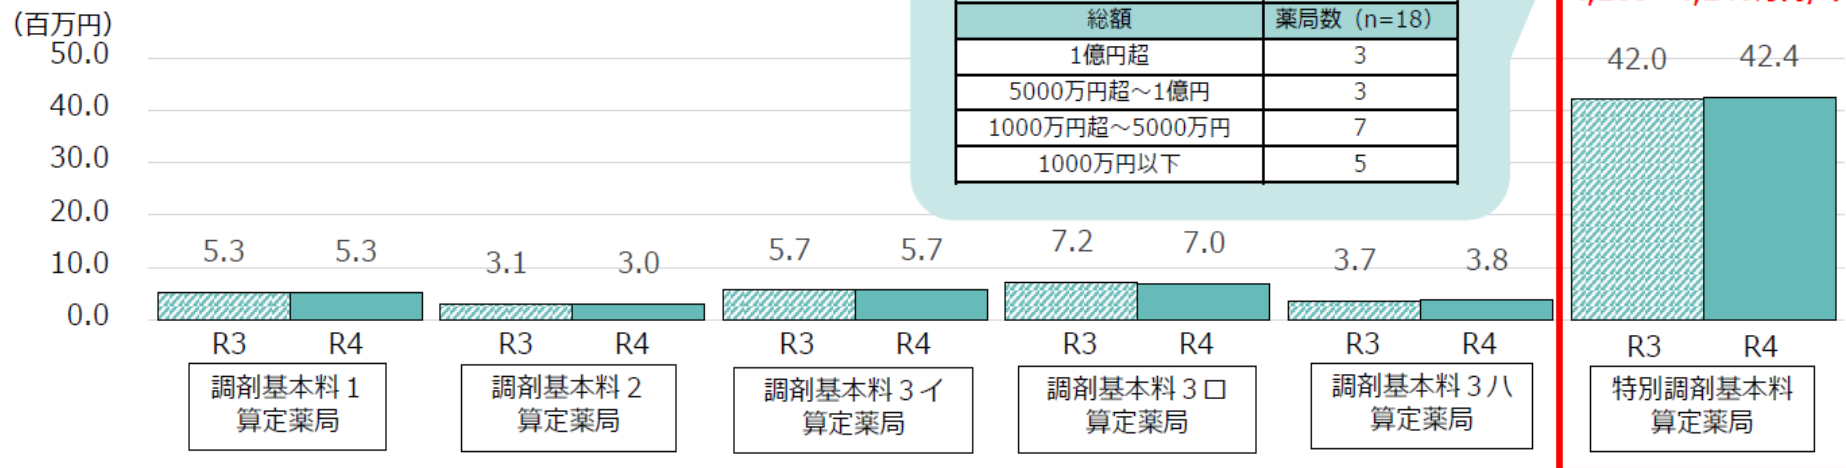 (百万円)
総額 薬局数 (n=18)
1億円超 3
5000万円超～1億円 3
1000万円超～5000万円 7
1000万円以下 5
50.0
40.0
30.0
20.0
10.0
0.0
5.3 5.3 3.1 3.0 5.7 5.7 7.2 7.0 3.7 3.8 42.0 42.4
R3 R4 R3 R4 R3 R4 R3 R4 R3 R4 R3 R4
調剤基本料1
算定薬局
調剤基本料2
算定薬局
調剤基本料3イ
算定薬局
調剤基本料3ロ
算定薬局
調剤基本料3ハ
算定薬局
特別調剤基本料
算定薬局